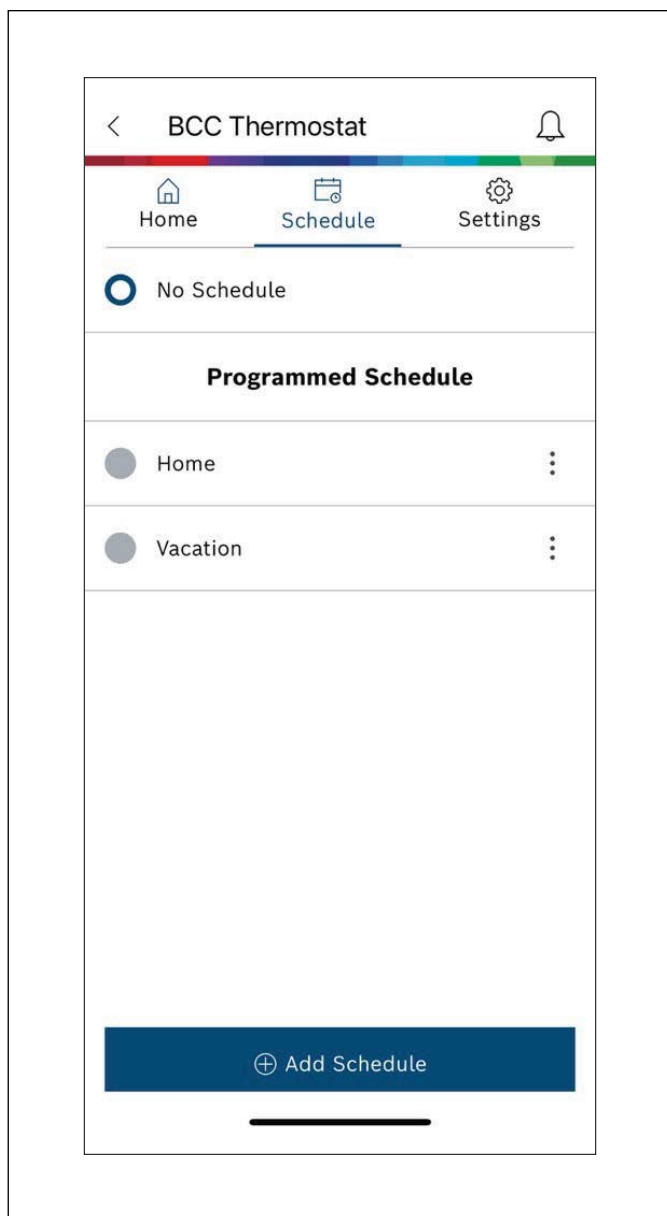 BCC Thermostat
Home Schedule Settings
No Schedule
Programmed Schedule
Home
Vacation
Add Schedule